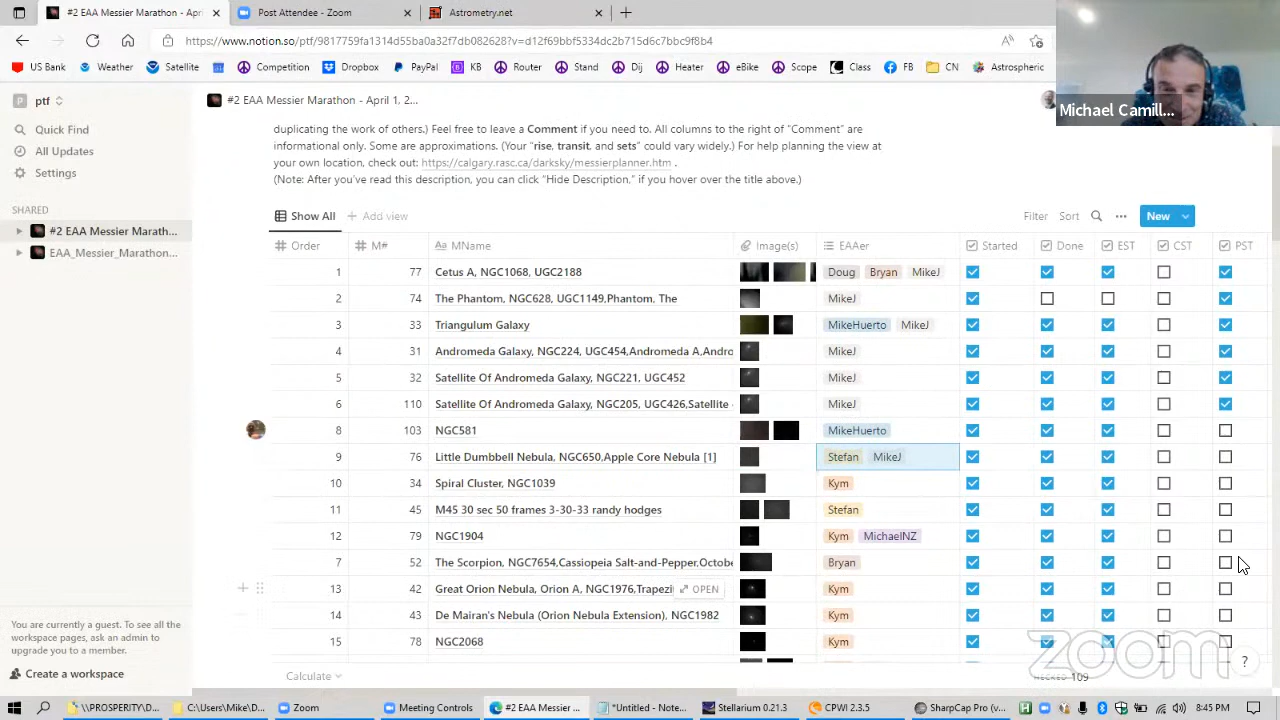 #2 EAA Messier Marathon - Apri
Post Attendee - Zoom
Astrometry.net
https://www.notion.so/ptf/98177551fa1314d55ba0a32f7db082628?v=d12f69bbf5334dc2b715d6c7bbc9f8b4
US Bank Weather Satellite Competition Dropbox PayPal KB Router Stand Dij Heater eBike Scope Class FB CN Astrospheric
Michael Camill...
P ptf
#2 EAA Messier Marathon - April 1, 2...
Quick Find
All Updates
Settings
SHARED
#2 EAA Messier Marath...
EAA_Messier_Marathon...
duplicating the work of others.) Feel free to leave a Comment if you need to. All columns to the right of "Comment" are
informational only. Some are approximations. (Your "rise, transit, and sets" could vary widely.) For help planning the view at
your own location, check out: https://calgary.rasc.ca/darksky/messierplanner.htm .
(Note: After you've read this description, you can click "Hide Description," if you hover over the title above.)
Show All + Add view Filter Sort New
Order M# Aa MName Image(s) EAAer Started Done EST CST PST
1 77 Cetus A, NGC1068, UGC2188 Doug Bryan MikeJ
2 74 The Phantom, NGC628, UGC1149,Phantom, The MikeJ
3 Triangulum Galaxy MikeHuerto MikeJ
4 31 Andromeda Galaxy, NGC224, UGC454,Andromeda A,Andro MikeJ
5 32 Satellite Of Andromeda Galaxy, NGC221, UGC452 MikeJ
6 110 Satellite Of Andromeda Galaxy, NGC205, UGC426,Satellite MikeJ
8 103 NGC581 MikeHuerto
9 76 Little Dumbbell Nebula, NGC650,Apple Core Nebula [1] Stefan MikeJ
10 34 Spiral Cluster, NGC1039 Kym
11 sec 50 frames 3-30-33 randy hodges Stefan
12 79 NGC1904 Kym MichaelNZ
7 The Scorpion, NGC7654,Cassiopeia Salt-and-Pepper,Octobe Bryan
13 42 Great Orion Nebula, Orion A, NGC1976,Trapezi OPEN Kym
14 43 De Mairan's Nebula (Orion Nebula Extension), NGC1982 Kym
15 78 NGC2068 Kym
You are currently a guest. To see all the
workspace pages, ask an admin to
upgrade you to a member.
Create a workspace
Calculate
109
zoom
?
\\PROSPERITY\D... C:\Users\Mike\D... Zoom Meeting Controls #2 EAA Messier ... *Untitled - Note... Stellarium 0.21.3 CPWI 2.3.5 SharpCap Pro (v... 8:45 PM